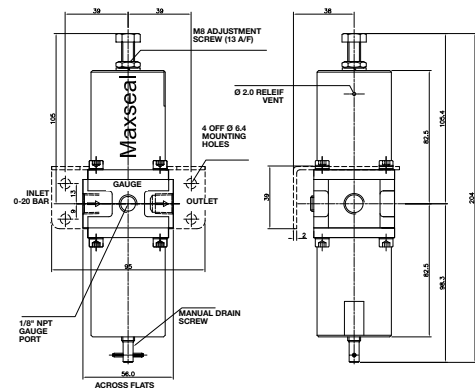 39
39
38
M8 ADJUSTMENT
SCREW (13 A/F)
Maxseal
Ø 2.0 RELEIF
VENT
105
105.4
82.5
204
4 OFF Ø 6.4
MOUNTING
HOLES
GAUGE
INLET
0-20 BAR
13
9
OUTLET
39
2
95
82.5
98.3
1/8" NPT
GAUGE
PORT
MANUAL DRAIN
SCREW
56.0
ACROSS FLATS